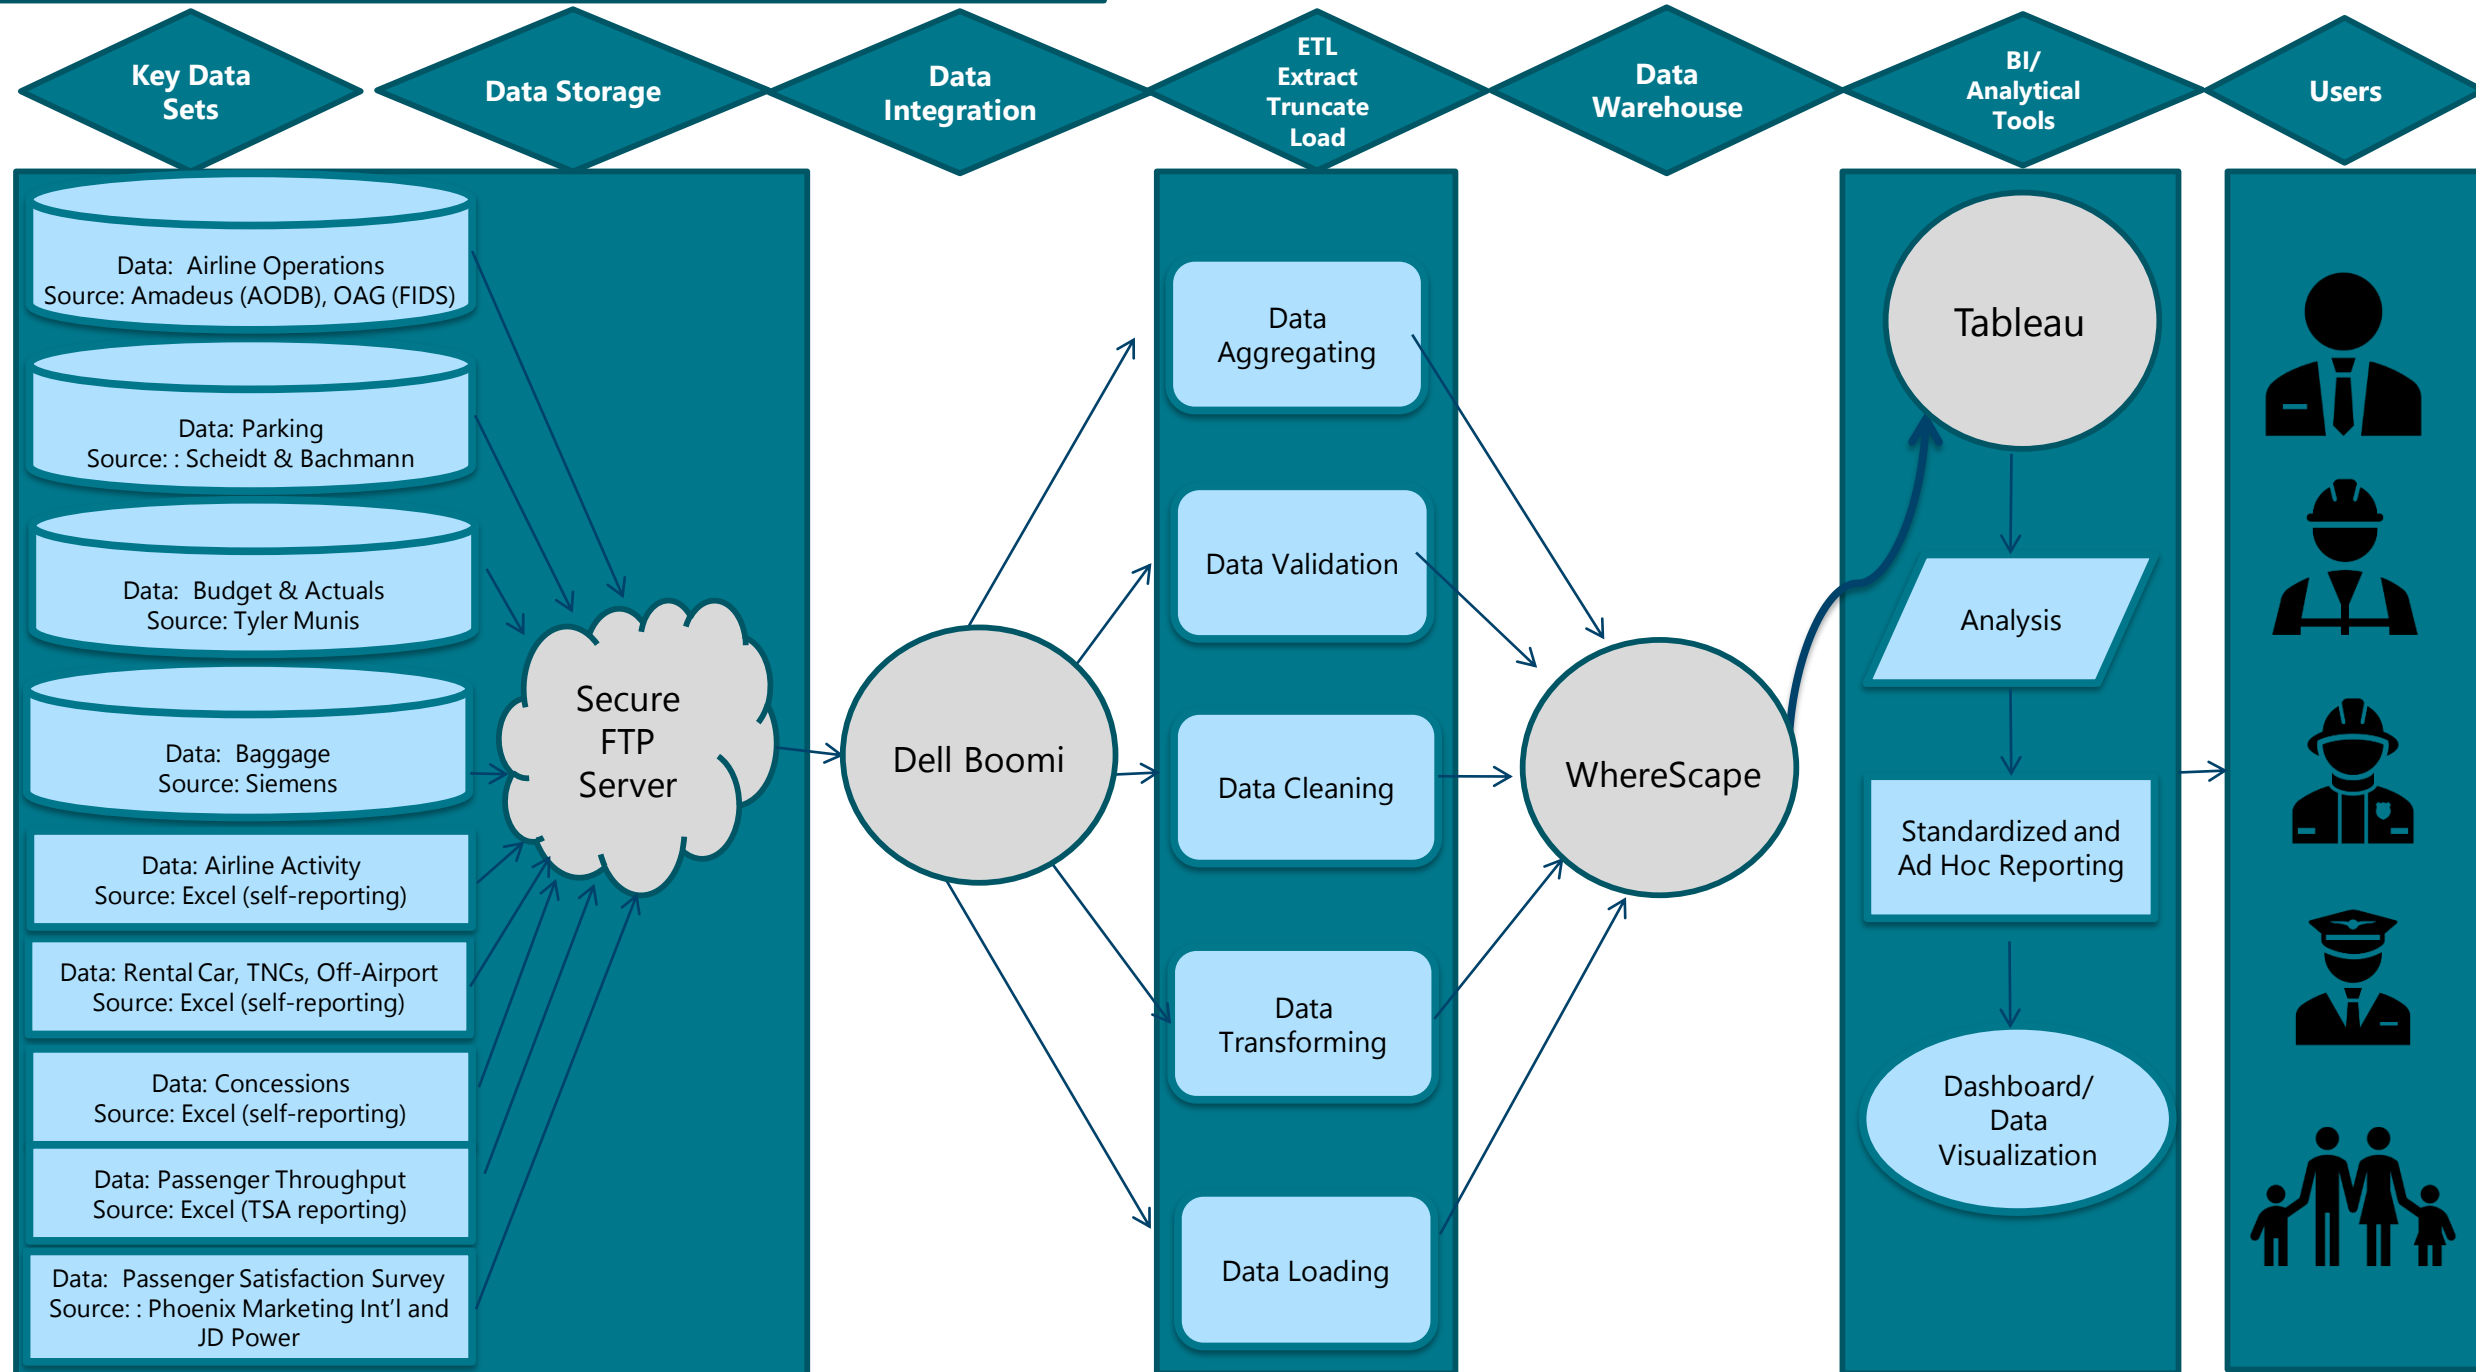 Key Data
Sets
Data Storage
Data
Integration
ETL
Extract
Truncate
Load
Data
Warehouse
BI/
Analytical
Tools
Users
Data:  Airline Operations
Source: Amadeus (AODB), OAG (FIDS)
Data: Parking
Source: : Scheidt & Bachmann
Data:  Budget & Actuals
Source: Tyler Munis
Data:  Baggage
Source: Siemens
Data: Airline Activity
Source: Excel (self-reporting)
Data: Rental Car, TNCs, Off-Airport
Source: Excel (self-reporting)
Data: Concessions
Source: Excel (self-reporting)
Data: Passenger Throughput
Source: Excel (TSA reporting)
Data:  Passenger Satisfaction Survey
Source: : Phoenix Marketing Int’l and
JD Power
Secure
FTP
Server
Dell Boomi
Data
Aggregating
Data Validation
Data Cleaning
Data
Transforming
Data Loading
WhereScape
Tableau
Analysis
Standardized and
Ad Hoc Reporting
Dashboard/
Data
Visualization